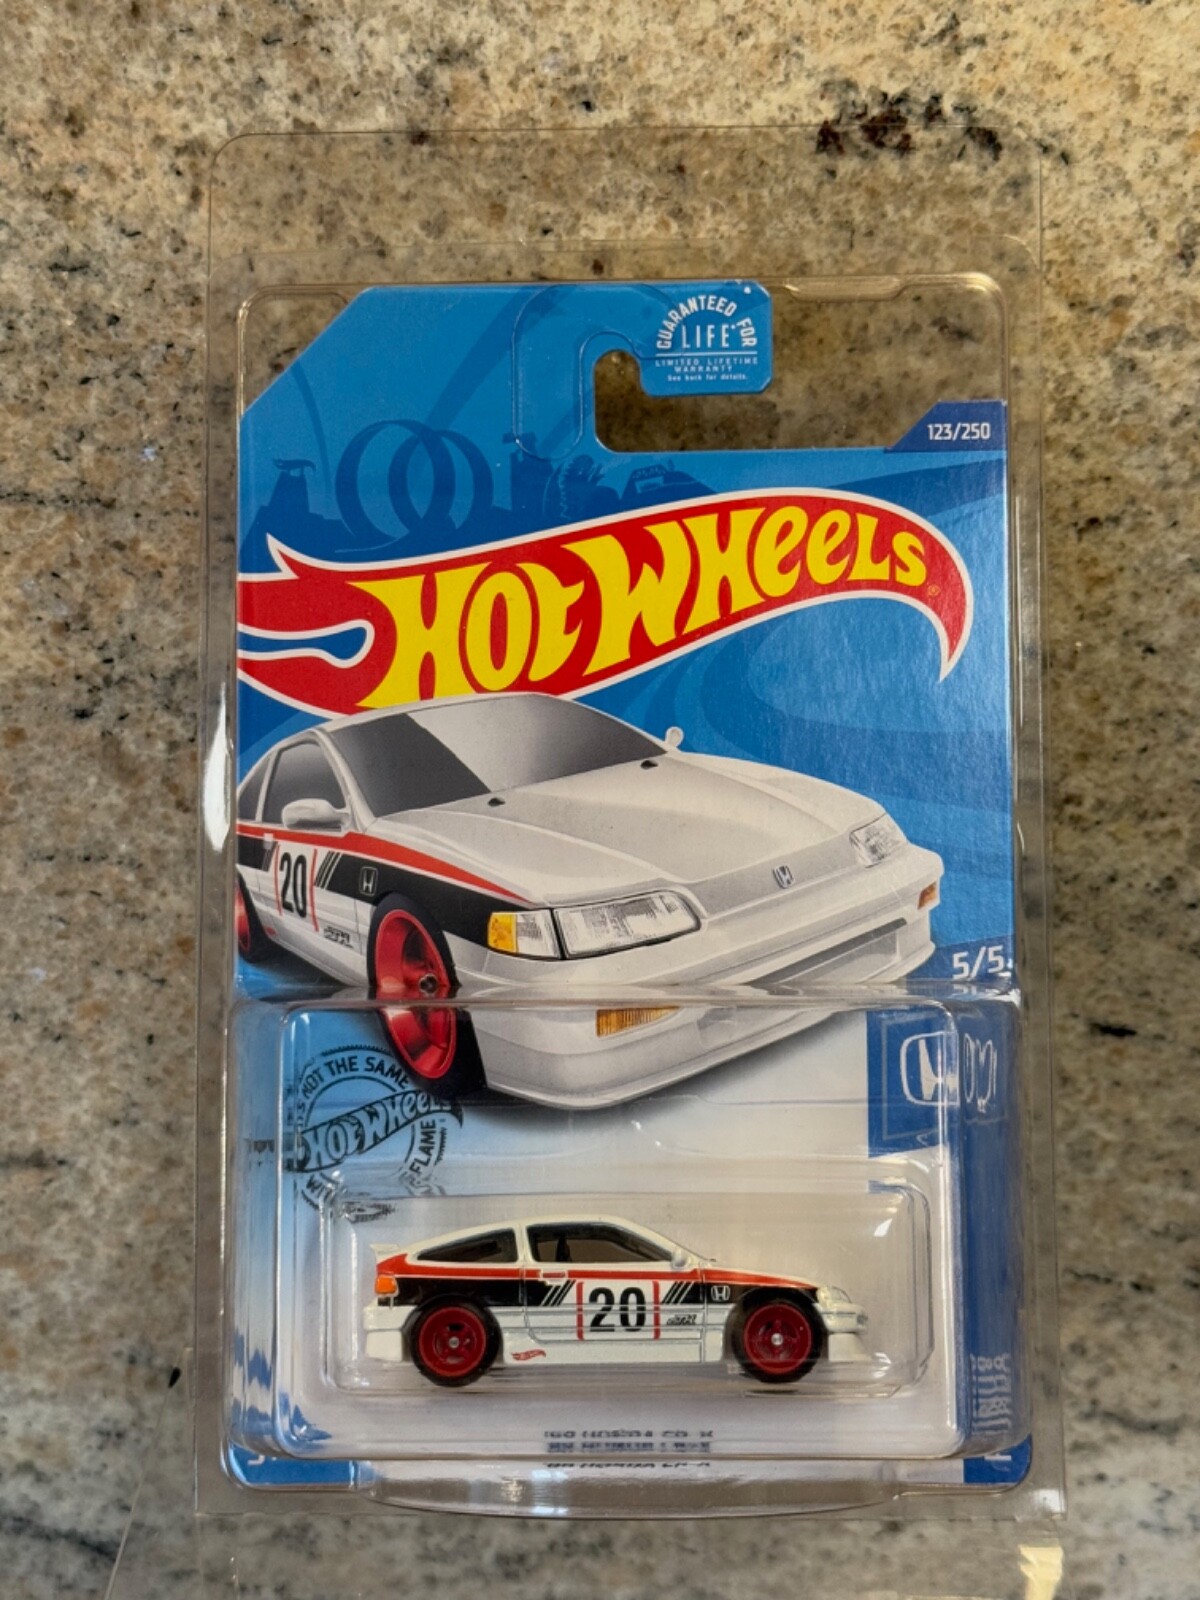 GUARANTEED FOR
LIFE
LIMITED LIFETIME
WARRANTY
See back for details.
123/250
HOT WHEELS
20
5/5
NOT THE SAME
HOT WHEELS
FLAME
20